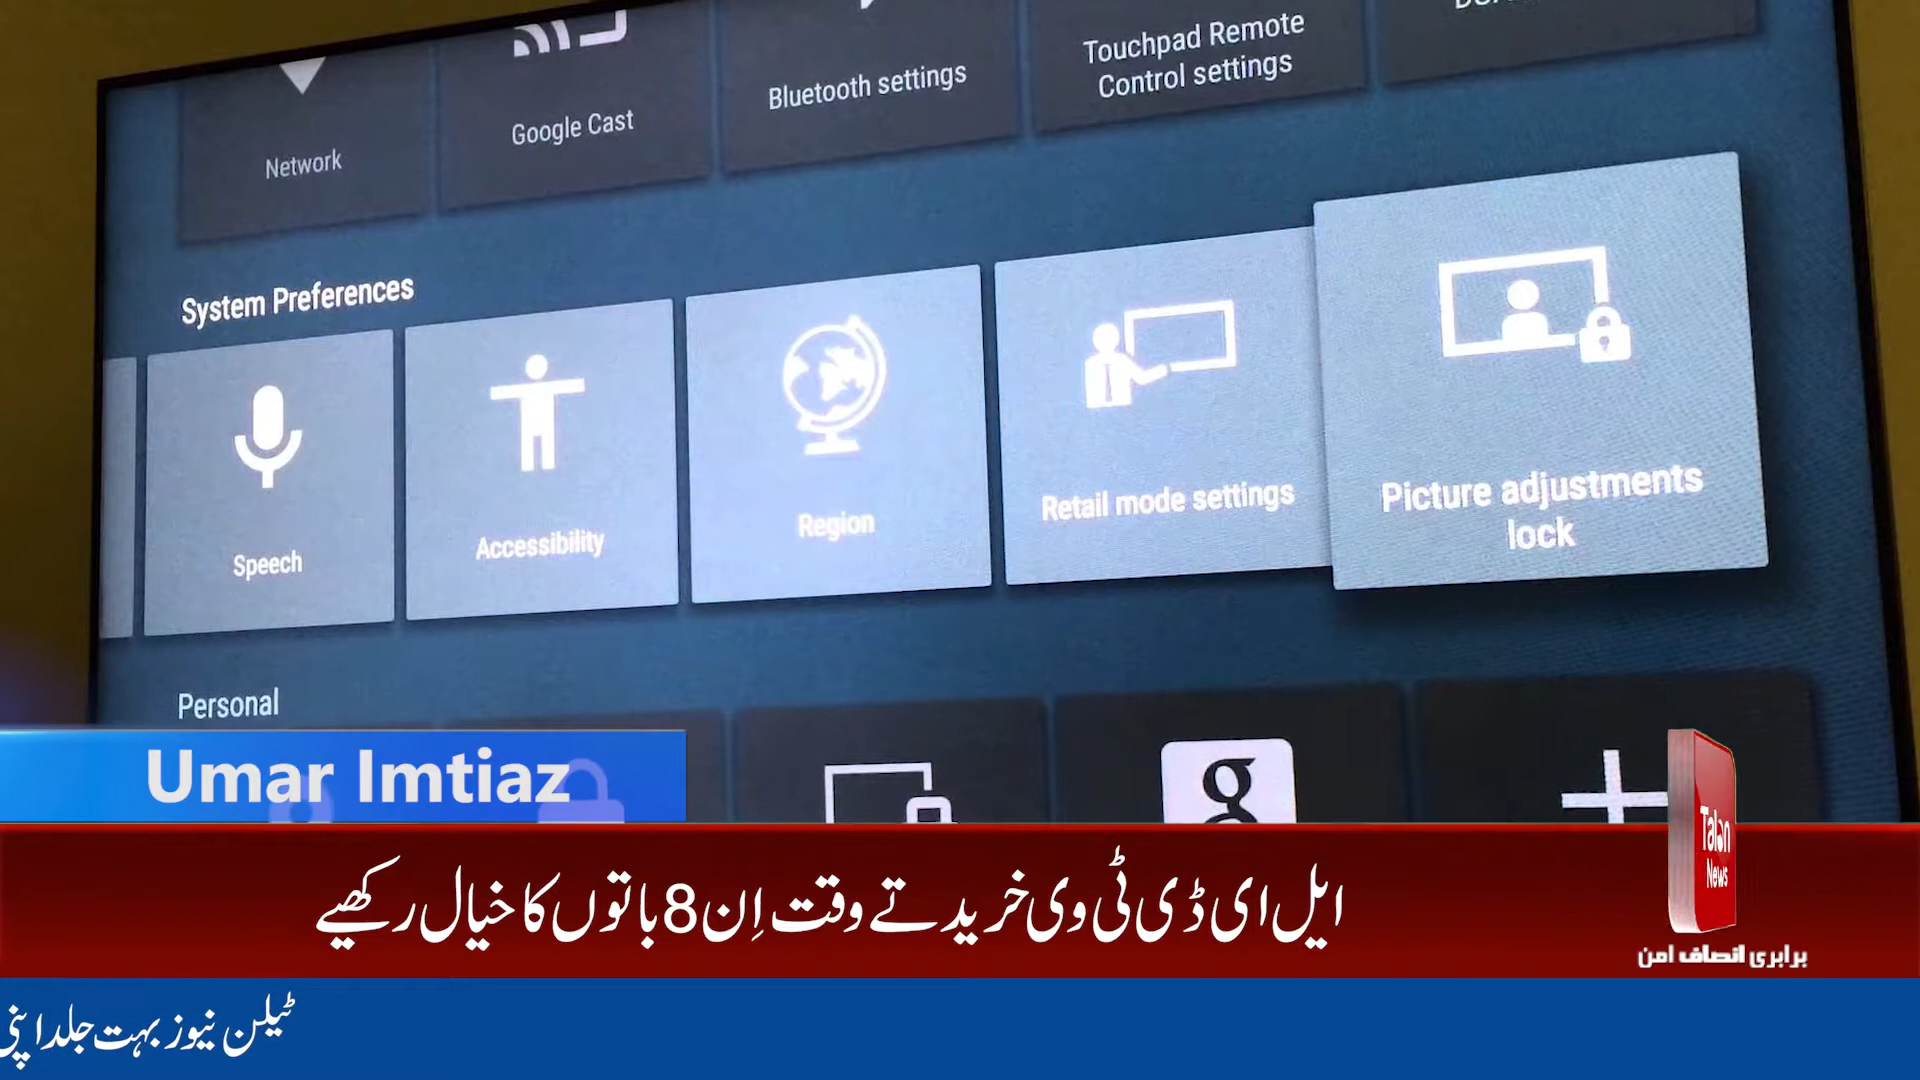 Touchpad Remote
Control settings
Bluetooth settings
Google Cast
Network
System Preferences
Speech
Accessibility
Region
Retail mode settings
Picture adjustments
lock
Personal
g
Umar Imtiaz
Talon
News
ایل ای ڈی ٹی وی خریدتے وقت اِن 8 باتوں کا خیال رکھیے
برابری انصاف امن
ٹیلن نیوز بہت جلد اپنی